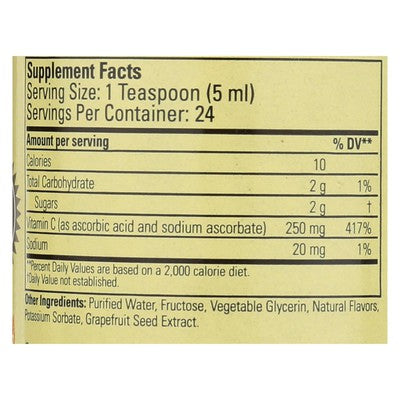 Supplement Facts
Serving Size: 1 Teaspoon (5 ml)
Servings Per Container: 24
Amount per serving % DV**
Calories 10
Total Carbohydrate 2 g 1%
Sugars 2 g †
Vitamin C (as ascorbic acid and sodium ascorbate) 250 mg 417%
Sodium 20 mg 1%
*Percent Daily Values are based on a 2,000 calorie diet.
†Daily Value not established.
Other Ingredients: Purified Water, Fructose, Vegetable Glycerin, Natural Flavors,
Potassium Sorbate, Grapefruit Seed Extract.